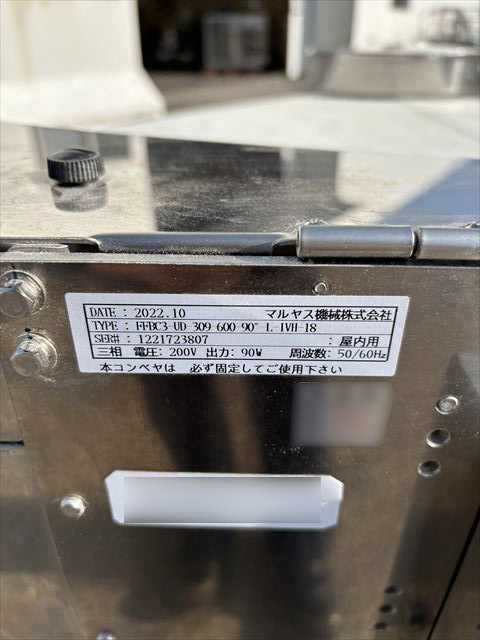 DATE : 2022.10 マルヤス機械株式会社
TYPE : FFBC3-UD-309-600-90°-L-IVH-18
SER# : 1221723807 : 屋内用
三相 電圧: 200V 出力: 90W 周波数: 50/60Hz
本コンベヤは 必ず固定してご使用下さい